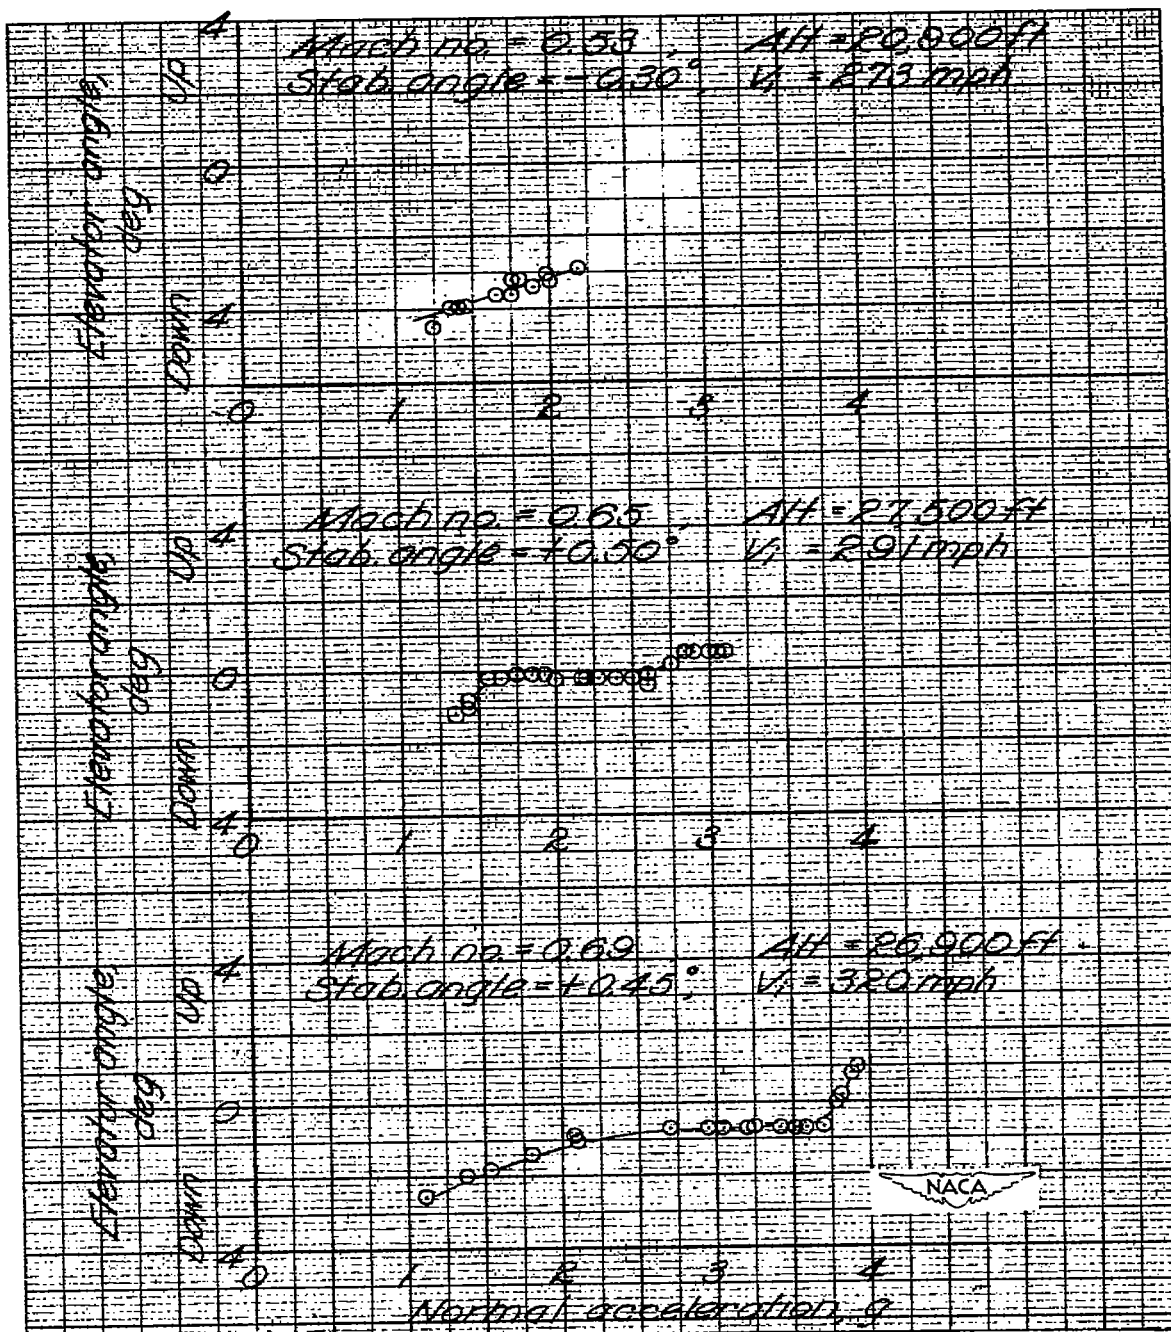 Mach no. = 0.53, Alt = 20,900 ft
Stab. angle = -0.30°, Vi = 273 mph
Elevator angle,
deg
Down Up
4
0
4
0 1 2 3 4
Mach no. = 0.65, Alt = 27,500 ft
Stab. angle = +0.50° Vi = 291 mph
Elevator angle,
deg
Down Up
4
0
4
0 1 2 3 4
Mach no. = 0.69 Alt = 26,900 ft
Stab. angle = +0.45°, Vi = 320 mph
Elevator angle,
deg
Down Up
4
0
4
0 1 2 3 4
Normal acceleration, g
NACA